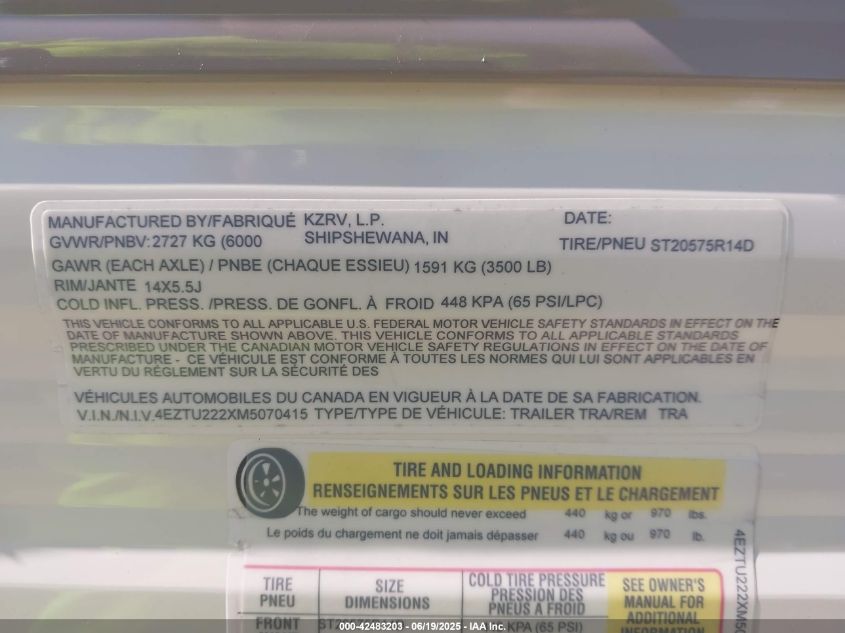 MANUFACTURED BY/FABRIQUÉ KZRV, L.P. DATE:
GVWR/PNBV: 2727 KG (6000 SHIPSHEWANA, IN TIRE/PNEU ST20575R14D
GAWR (EACH AXLE) / PNBE (CHAQUE ESSIEU) 1591 KG (3500 LB)
RIM/JANTE 14X5.5J
COLD INFL. PRESS. /PRESS. DE GONFL. À FROID 448 KPA (65 PSI/LPC)
THIS VEHICLE CONFORMS TO ALL APPLICABLE U.S. FEDERAL MOTOR VEHICLE SAFETY STANDARDS IN EFFECT ON THE
DATE OF MANUFACTURE SHOWN ABOVE. THIS VEHICLE CONFORMS TO ALL APPLICABLE STANDARDS
PRESCRIBED UNDER THE CANADIAN MOTOR VEHICLE SAFETY REGULATIONS IN EFFECT ON THE DATE OF
MANUFACTURE - CE VÉHICULE EST CONFORME À TOUTES LES NORMES QUI LUI SONT APPLICABLES EN
VERTU DU RÉGLEMENT SUR LA SÉCURITÉ DES
VÉHICULES AUTOMOBILES DU CANADA EN VIGUEUR À LA DATE DE SA FABRICATION.
V.I.N./N.I.V. 4EZTU222XM5070415 TYPE/TYPE DE VÉHICULE: TRAILER TRA/REM TRA
TIRE AND LOADING INFORMATION
RENSEIGNEMENTS SUR LES PNEUS ET LE CHARGEMENT
The weight of cargo should never exceed 440 kg or 970 lbs.
Le poids du chargement ne doit jamais dépasser 440 kg ou 970 lb.
4EZTU222XM50
TIRE SIZE COLD TIRE PRESSURE SEE OWNER'S
PNEU DIMENSIONS PRESSION DES MANUAL FOR
PNEUS A FROID ADDITIONAL
FRONT KPA (65 PSI) INFORMATION
000-42483203 - 06/19/2025 - IAA Inc.